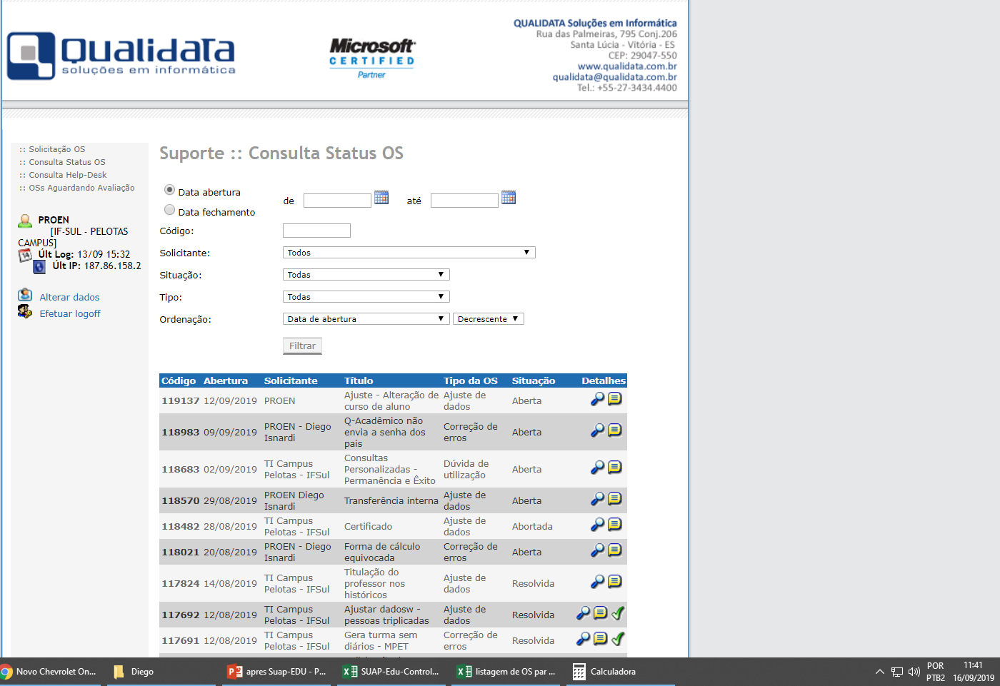 Qualidata
soluções em informática
Microsoft
CERTIFIED
Partner
QUALIDATA Soluções em Informática
Rua das Palmeiras, 795 Conj.206
Santa Lúcia - Vitória - ES
CEP: 29047-550
www.qualidata.com.br
qualidata@qualidata.com.br
Tel.: +55-27-3434.4400
:: Solicitação OS
:: Consulta Status OS
:: Consulta Help-Desk
:: OSs Aguardando Avaliação
PROEN
[IF-SUL - PELOTAS
CAMPUS]
14
Últ Log: 13/09 15:32
Últ IP: 187.86.158.2
Alterar dados
Efetuar logoff
Suporte :: Consulta Status OS
Data abertura
Data fechamento
de
até
Código:
Solicitante: Todos
Situação: Todas
Tipo: Todas
Ordenação: Data de abertura Decrescente
Filtrar
Código Abertura Solicitante Título Tipo da OS Situação Detalhes
119137 12/09/2019 PROEN Ajuste - Alteração de curso de aluno Ajuste de dados Aberta
118983 09/09/2019 PROEN - Diego Isnardi Q-Acadêmico não envia a senha dos pais Correção de erros Aberta
118683 02/09/2019 TI Campus Pelotas - IFSul Consultas Personalizadas - Permanência e Êxito Dúvida de utilização Aberta
118570 29/08/2019 PROEN Diego Isnardi Transferência interna Ajuste de dados Aberta
118482 28/08/2019 TI Campus Pelotas - IFSul Certificado Ajuste de dados Abortada
118021 20/08/2019 PROEN - Diego Isnardi Forma de cálculo equivocada Correção de erros Aberta
117824 14/08/2019 TI Campus Pelotas - IFSul Titulação do professor nos históricos Ajuste de dados Resolvida
117692 12/08/2019 TI Campus Pelotas - IFSul Ajustar dadosw - pessoas triplicadas Ajuste de dados Resolvida
117691 12/08/2019 TI Campus Pelotas - IFSul Gera turma sem diários - MPET Correção de erros Resolvida
Novo Chevrolet On...
Diego
apres Suap-EDU - P...
SUAP-Edu-Control...
listagem de OS par ...
Calculadora
POR
PTB2
11:41
16/09/2019